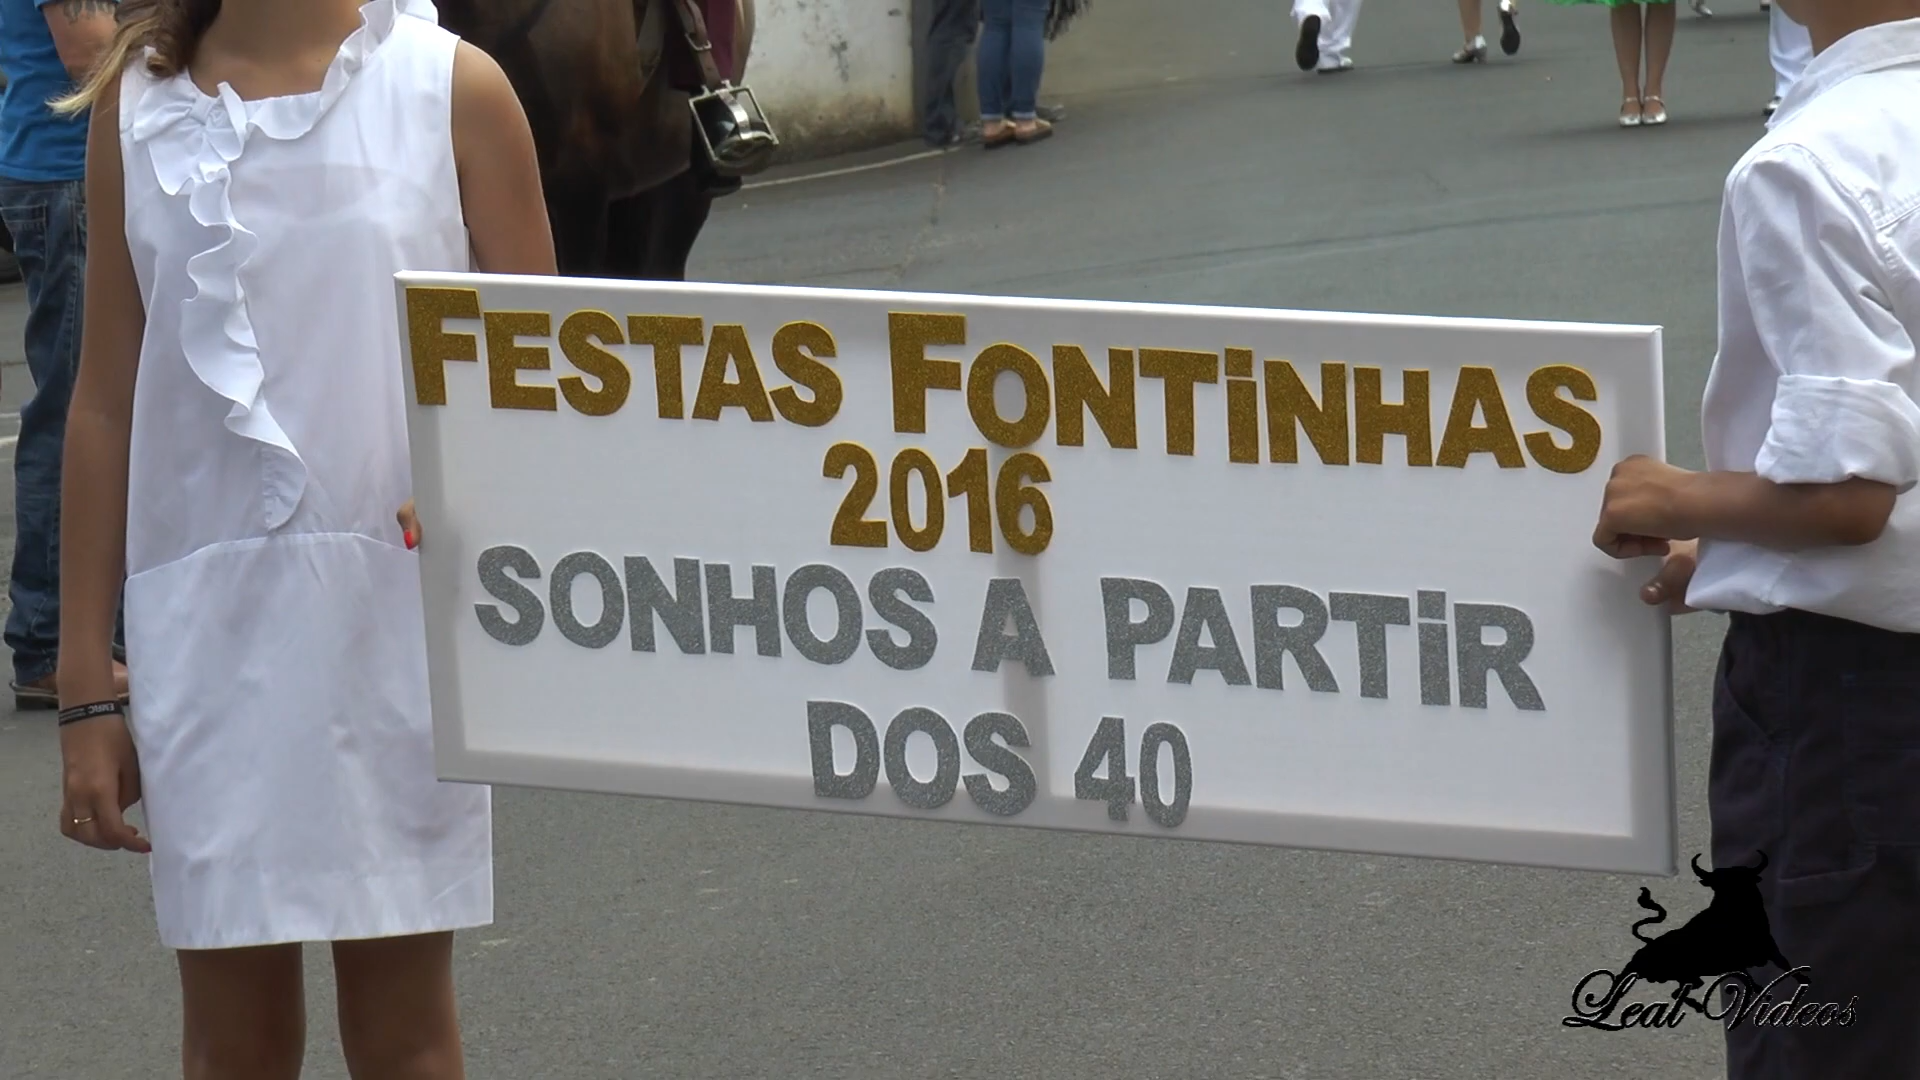 FESTAS FONTiNHAS
2016
SONHOS A PARTiR
DOS 40
Leal Videos